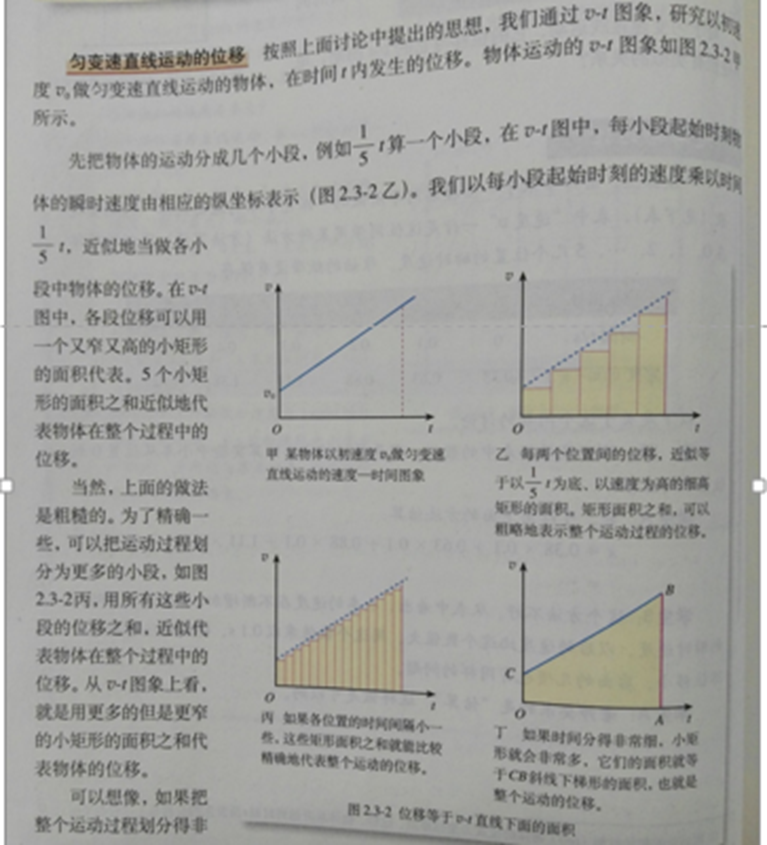 匀变速直线运动的位移 按照上面讨论中提出的思想，我们通过 v-t 图象，研究以初速
度 v₀ 做匀变速直线运动的物体，在时间 t 内发生的位移。物体运动的 v-t 图象如图2.3-2甲
所示。
先把物体的运动分成几个小段，例如 1/5 t 算一个小段，在 v-t 图中，每小段起始时刻物
体的瞬时速度由相应的纵坐标表示（图2.3-2乙）。我们以每小段起始时刻的速度乘以时间
1/5 t，近似地当做各小
段中物体的位移。在 v-t
图中，各段位移可以用
一个又窄又高的小矩形
的面积代表。5 个小矩
形的面积之和近似地代
表物体在整个过程中的
位移。
当然，上面的做法
是粗糙的。为了精确一
些，可以把运动过程划
分为更多的小段，如图
2.3-2丙，用所有这些小
段的位移之和，近似代
表物体在整个过程中的
位移。从 v-t 图象上看，
就是用更多的但是更窄
的小矩形的面积之和代
表物体的位移。
可以想像，如果把
整个运动过程划分得非
v
v₀
O
t
甲 某物体以初速度 v₀ 做匀变速
直线运动的速度—时间图象
v
O
t
乙 每两个位置间的位移，近似等
于以 1/5 t 为底、以速度为高的细高
矩形的面积。矩形面积之和，可以
粗略地表示整个运动过程的位移。
v
O
t
丙 如果各位置的时间间隔小一
些，这些矩形面积之和就能比较
精确地代表整个运动的位移。
v
B
C
O
A
t
丁 如果时间分得非常细，小矩
形就会非常多，它们的面积就等
于CB斜线下梯形的面积，也就是
整个运动的位移。
图 2.3-2 位移等于 v-t 直线下面的面积